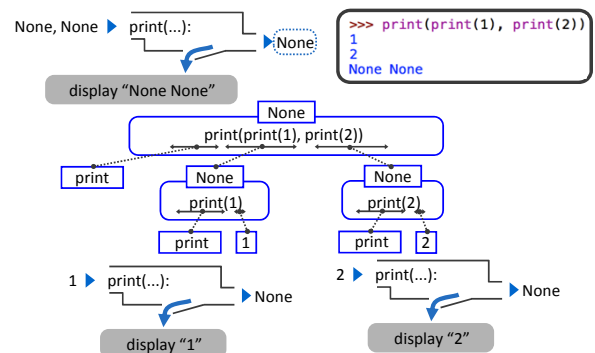 None, None print(...):
None
display “None None”
>>> print(print(1), print(2))
1
2
None None
None
print(print(1), print(2))
print
None
print(1)
print
1
None
print(2)
print
2
1 print(...):
None
display “1”
2 print(...):
None
display “2”